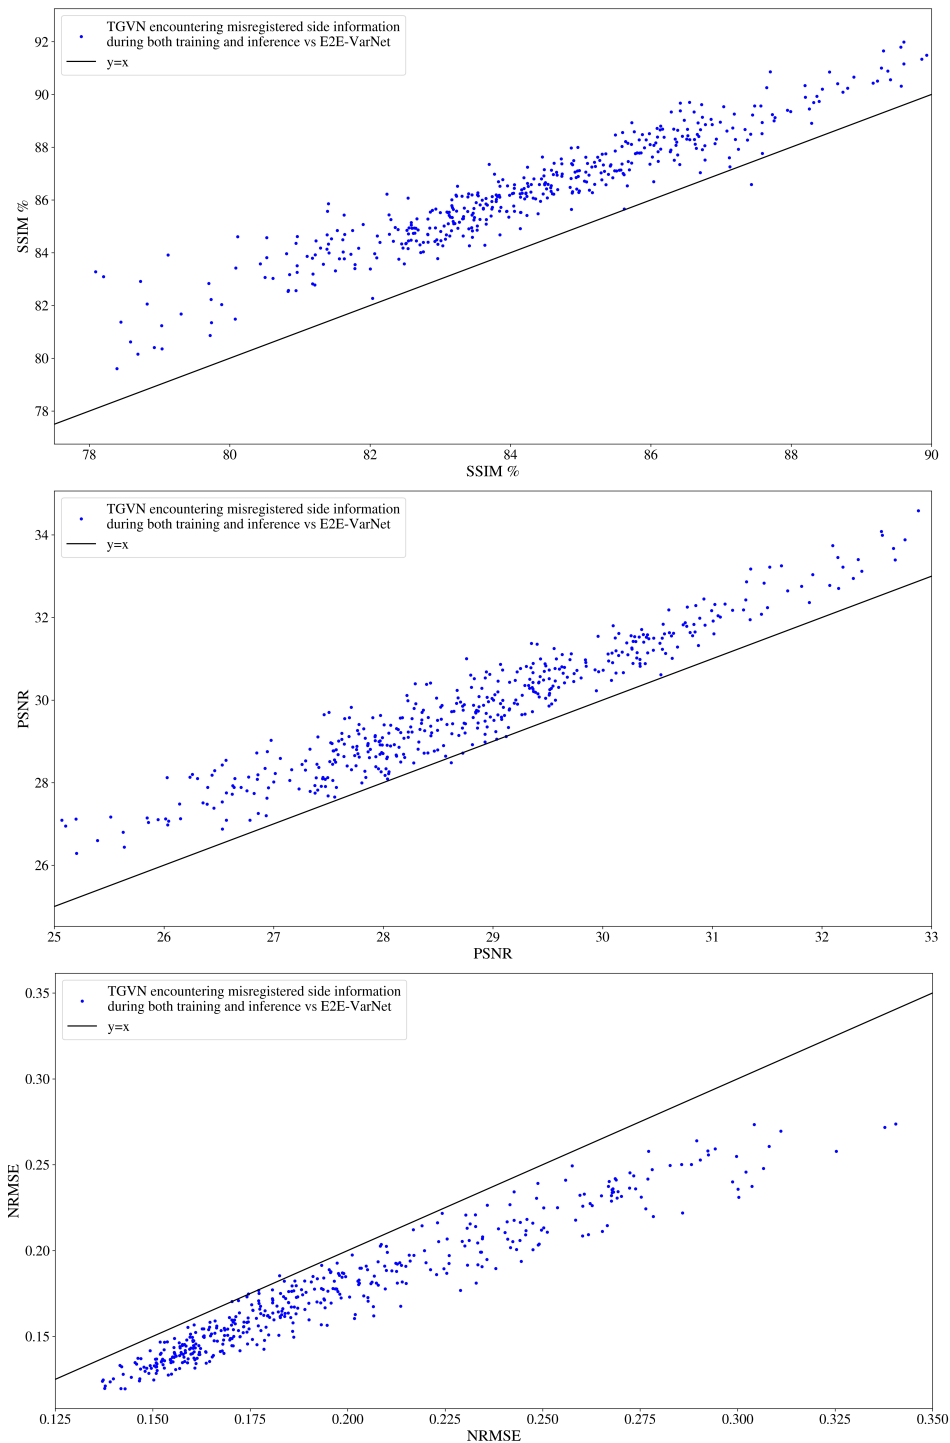 TGVN encountering misregistered side information
during both training and inference vs E2E-VarNet
y=x
92
90
88
86
84
82
80
78
SSIM %
78 80 82 84 86 88 90
SSIM %
TGVN encountering misregistered side information
during both training and inference vs E2E-VarNet
y=x
34
32
30
28
26
PSNR
25 26 27 28 29 30 31 32 33
PSNR
TGVN encountering misregistered side information
during both training and inference vs E2E-VarNet
y=x
0.35
0.30
0.25
0.20
0.15
NRMSE
0.125 0.150 0.175 0.200 0.225 0.250 0.275 0.300 0.325 0.350
NRMSE